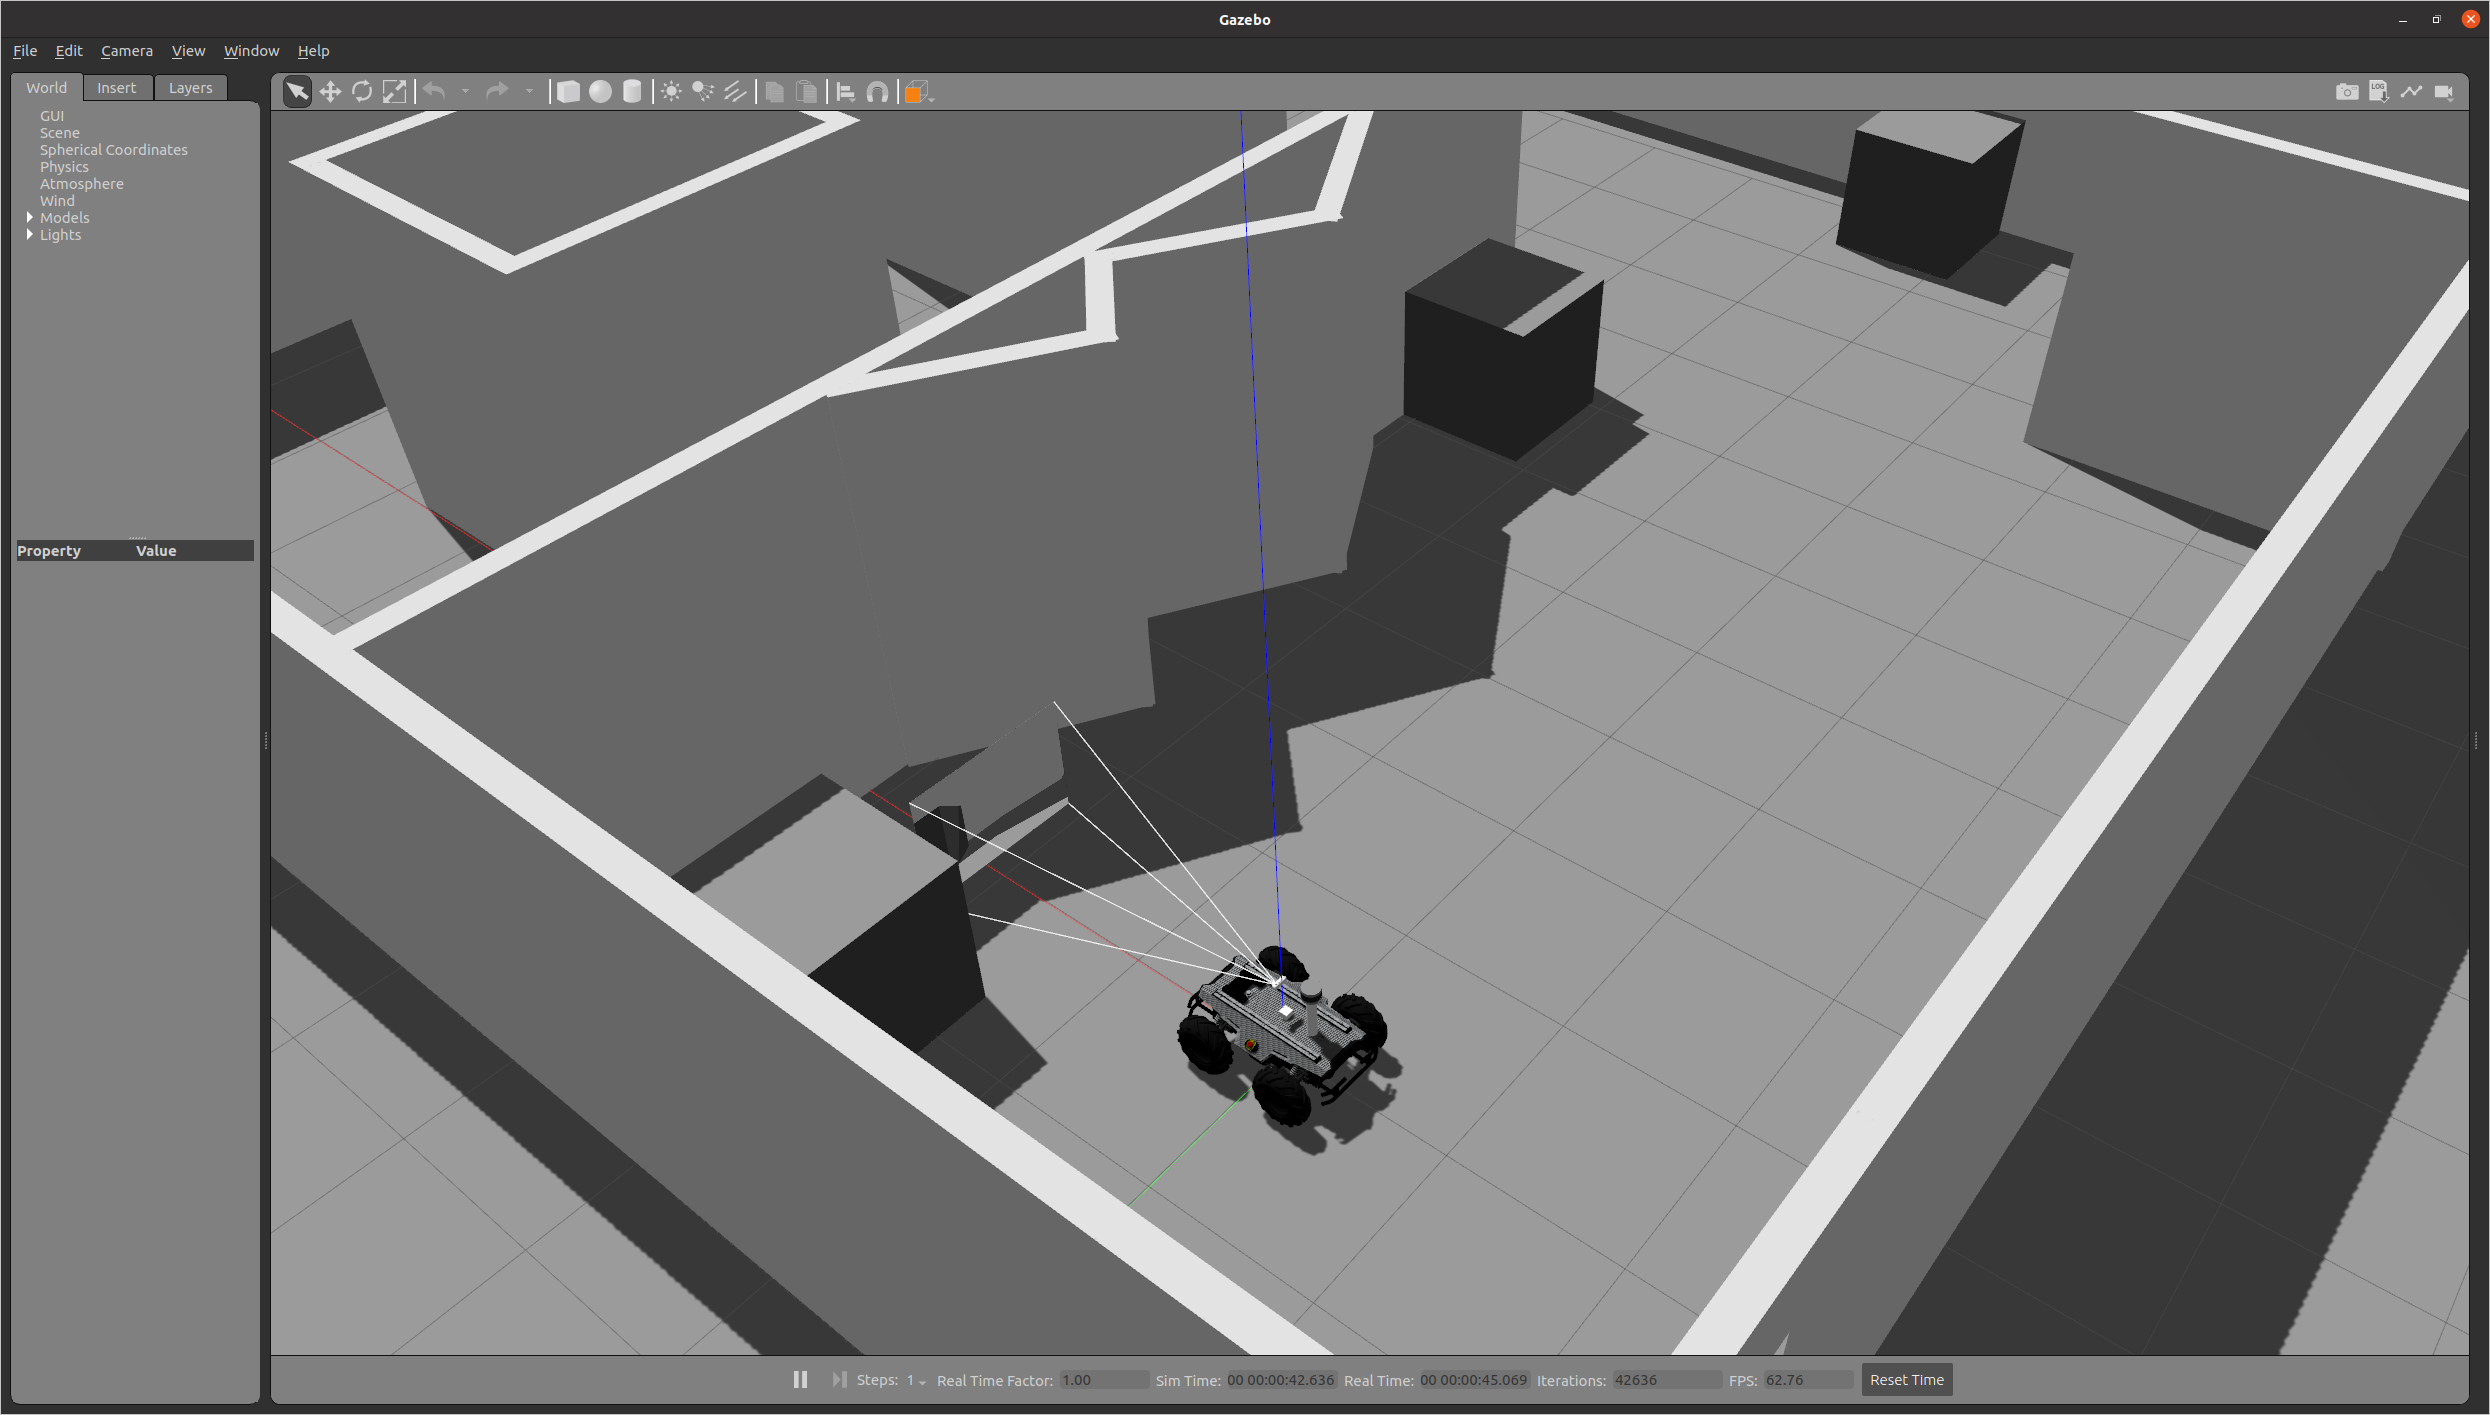 Gazebo
File Edit Camera View Window Help
World Insert Layers
GUI
Scene
Spherical Coordinates
Physics
Atmosphere
Wind
Models
Lights
Property Value
LOG
Steps: 1 Real Time Factor: 1.00 Sim Time: 00 00:00:42.636 Real Time: 00 00:00:45.069 Iterations: 42636 FPS: 62.76 Reset Time